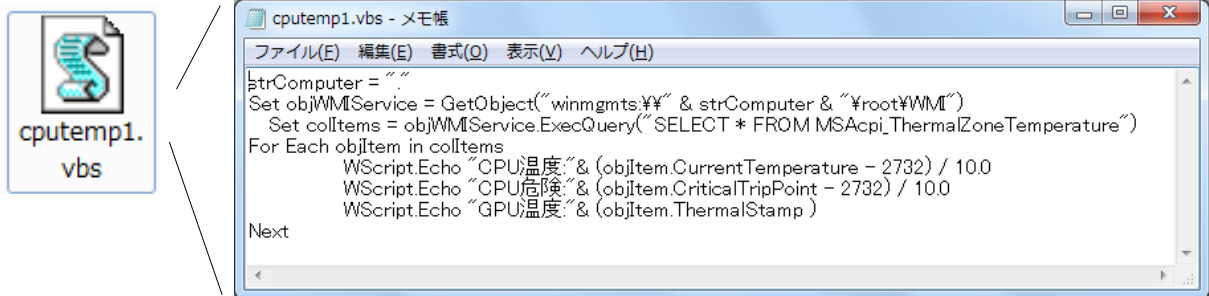 cputemp1.
vbs
cputemp1.vbs - メモ帳
ファイル(F) 編集(E) 書式(O) 表示(V) ヘルプ(H)
strComputer = "."
Set objWMIService = GetObject("winmgmts:¥¥" & strComputer & "¥root¥WMI")
Set colItems = objWMIService.ExecQuery("SELECT * FROM MSAcpi_ThermalZoneTemperature")
For Each objItem in colItems
WScript.Echo "CPU温度:"& (objItem.CurrentTemperature - 2732) / 10.0
WScript.Echo "CPU危険:"& (objItem.CriticalTripPoint - 2732) / 10.0
WScript.Echo "GPU温度:"& (objItem.ThermalStamp )
Next